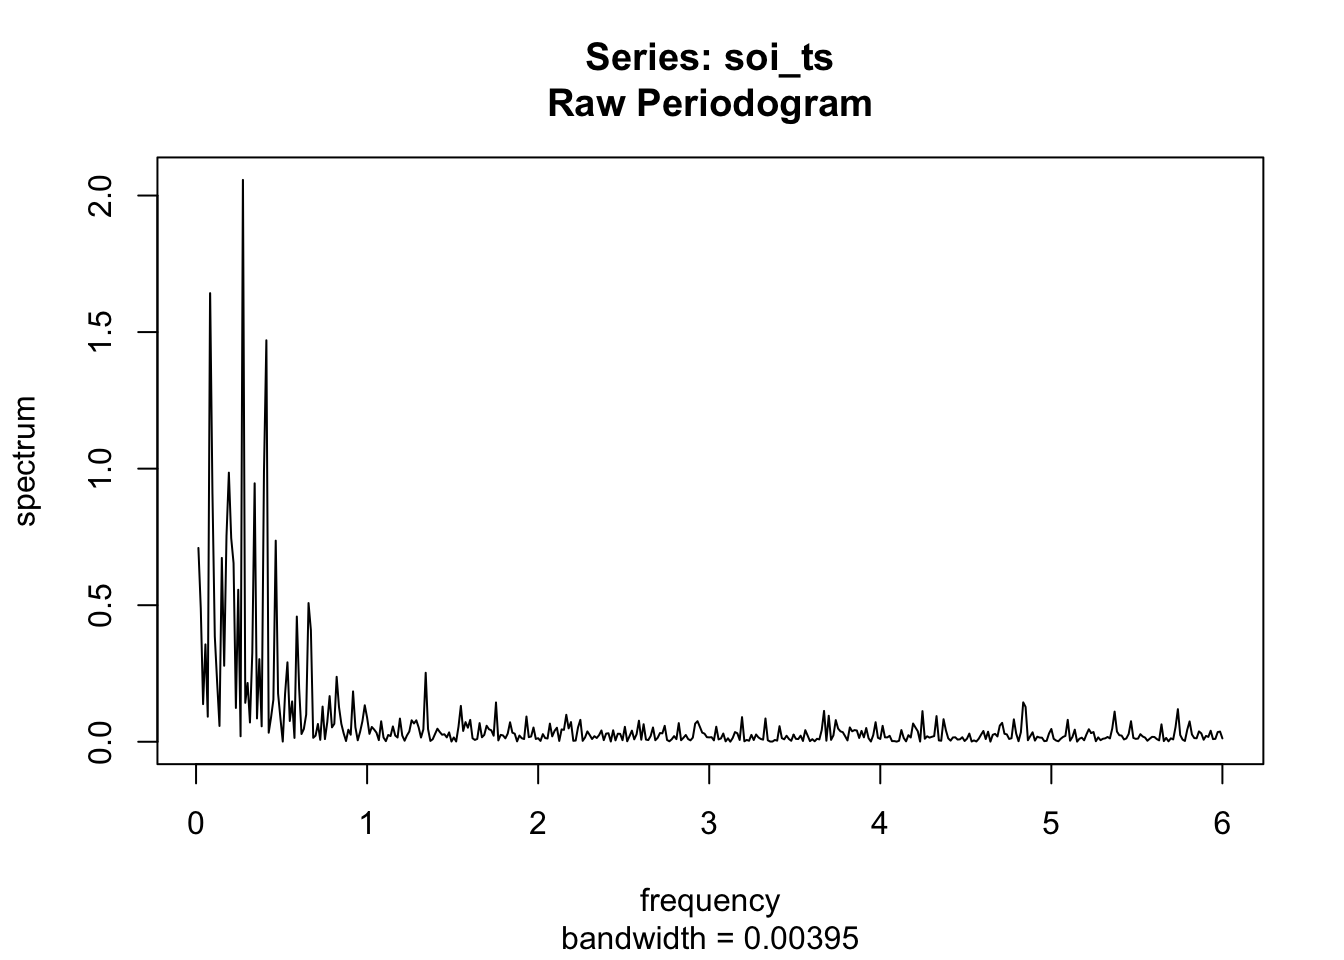 Series: soi_ts
Raw Periodogram
2.0
1.5
1.0
0.5
0.0
spectrum
0 1 2 3 4 5 6
frequency
bandwidth = 0.00395